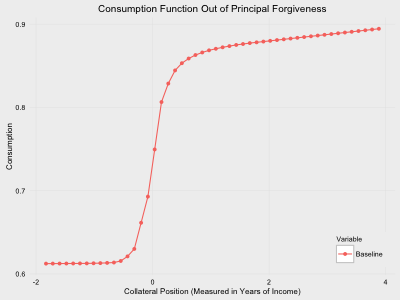 Consumption Function Out of Principal Forgiveness
0.9
0.8
0.7
0.6
Consumption
-2
0
2
4
Collateral Position (Measured in Years of Income)
Variable
Baseline